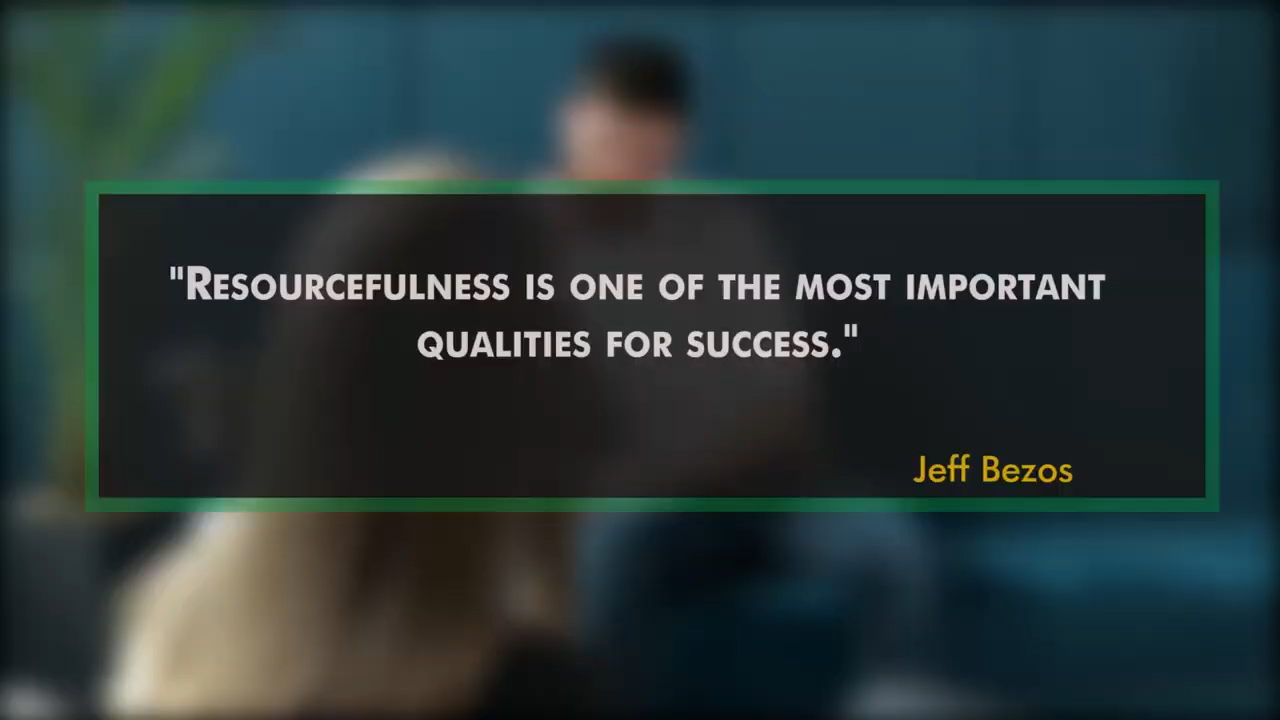 "Resourcefulness is one of the most important
qualities for success."
Jeff Bezos